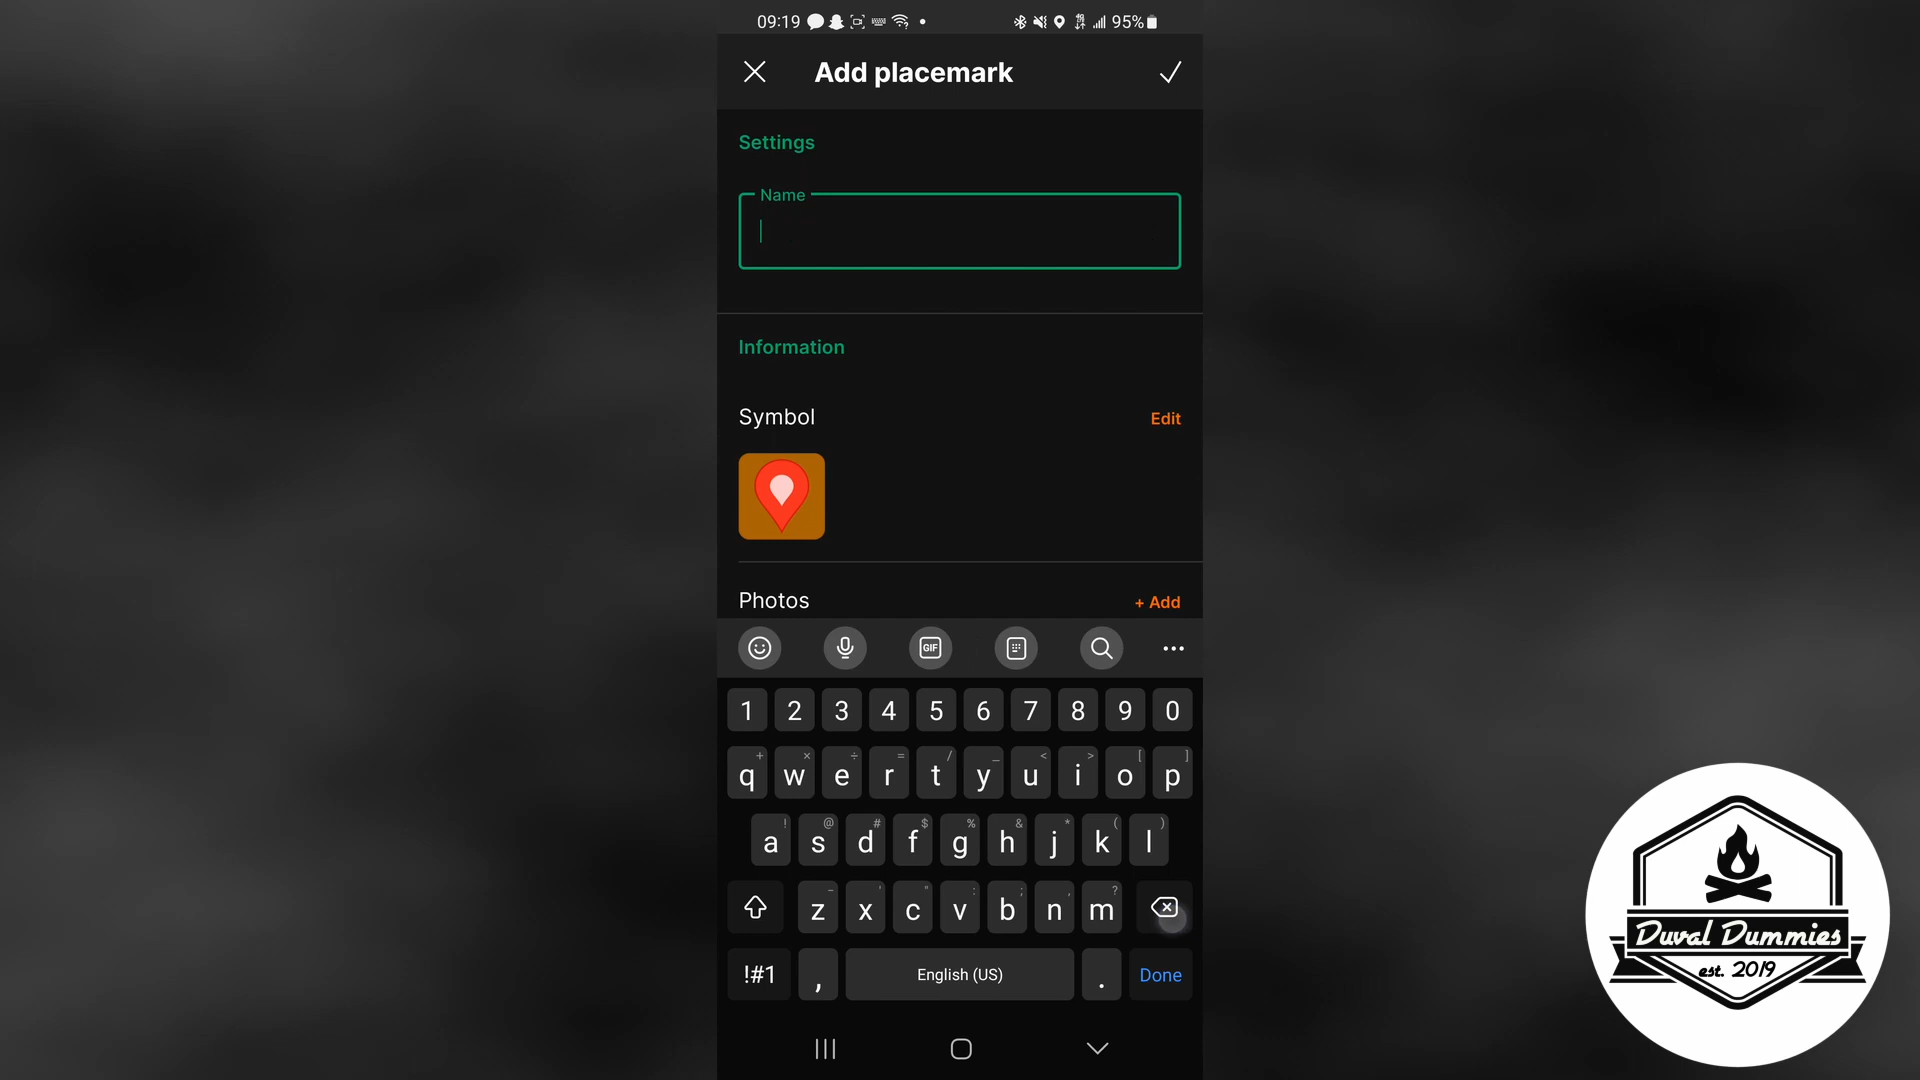 09:19 95%
Add placemark
Settings
Name
Information
Symbol Edit
Photos + Add
GIF
1 2 3 4 5 6 7 8 9 0
+ × ÷ = / _ < > [ ]
q w e r t y u i o p
! @ # $ % & * ( )
a s d f g h j k l
- ' " : ; , ?
z x c v b n m
!#1 , English (US) . Done
Duval Dummies
est. 2019